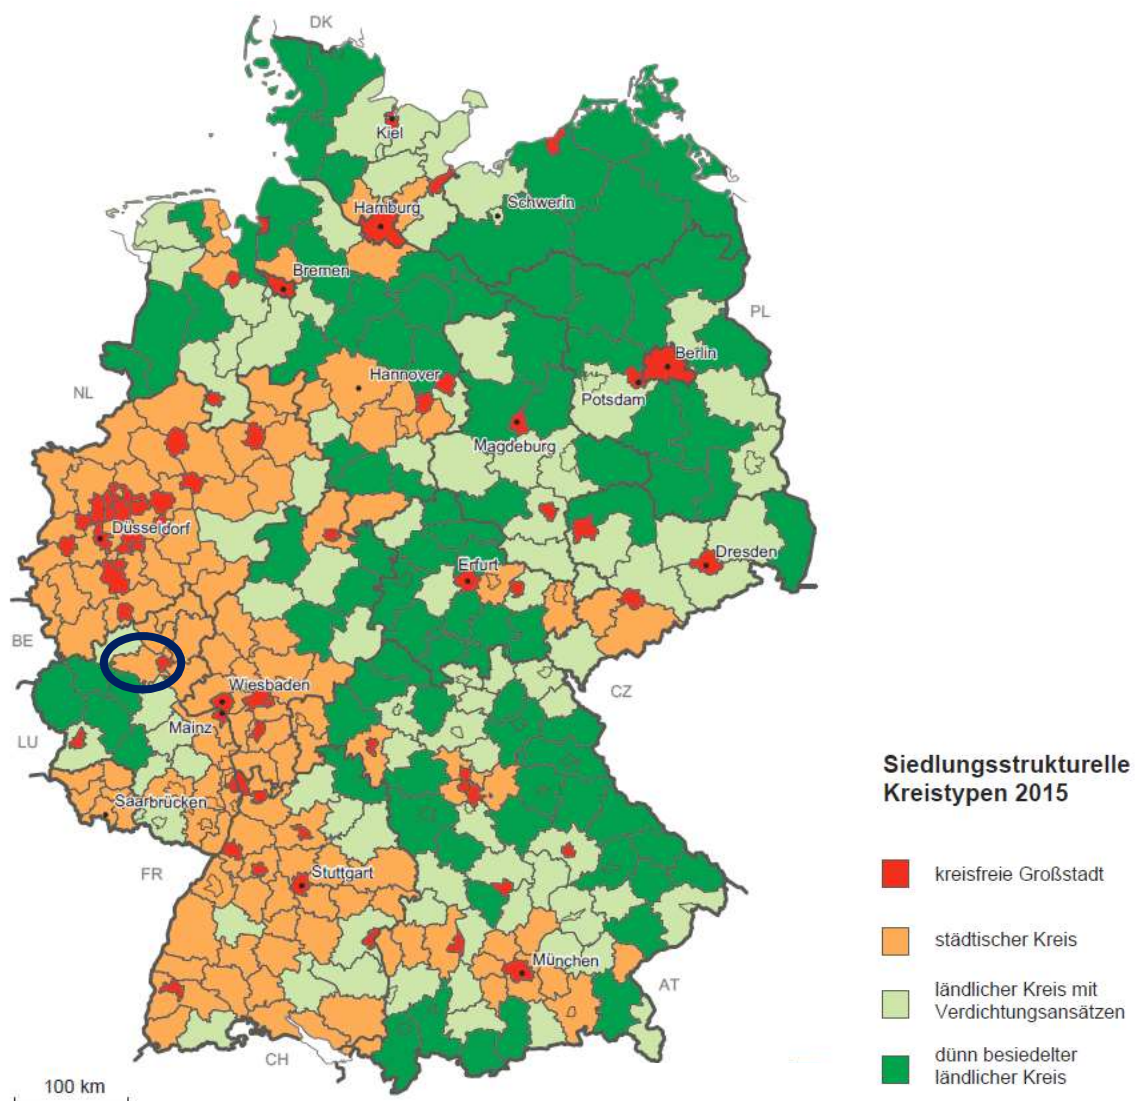 DK
Kiel
Schwerin
Hamburg
Bremen
PL
Berlin
Hannover
NL
Potsdam
Magdeburg
Düsseldorf
Dresden
Erfurt
BE
Wiesbaden
CZ
Mainz
LU
Siedlungsstrukturelle
Kreistypen 2015
Saarbrücken
FR
Stuttgart
kreisfreie Großstadt
städtischer Kreis
München
AT
ländlicher Kreis mit
Verdichtungsansätzen
CH
dünn besiedelter
ländlicher Kreis
100 km